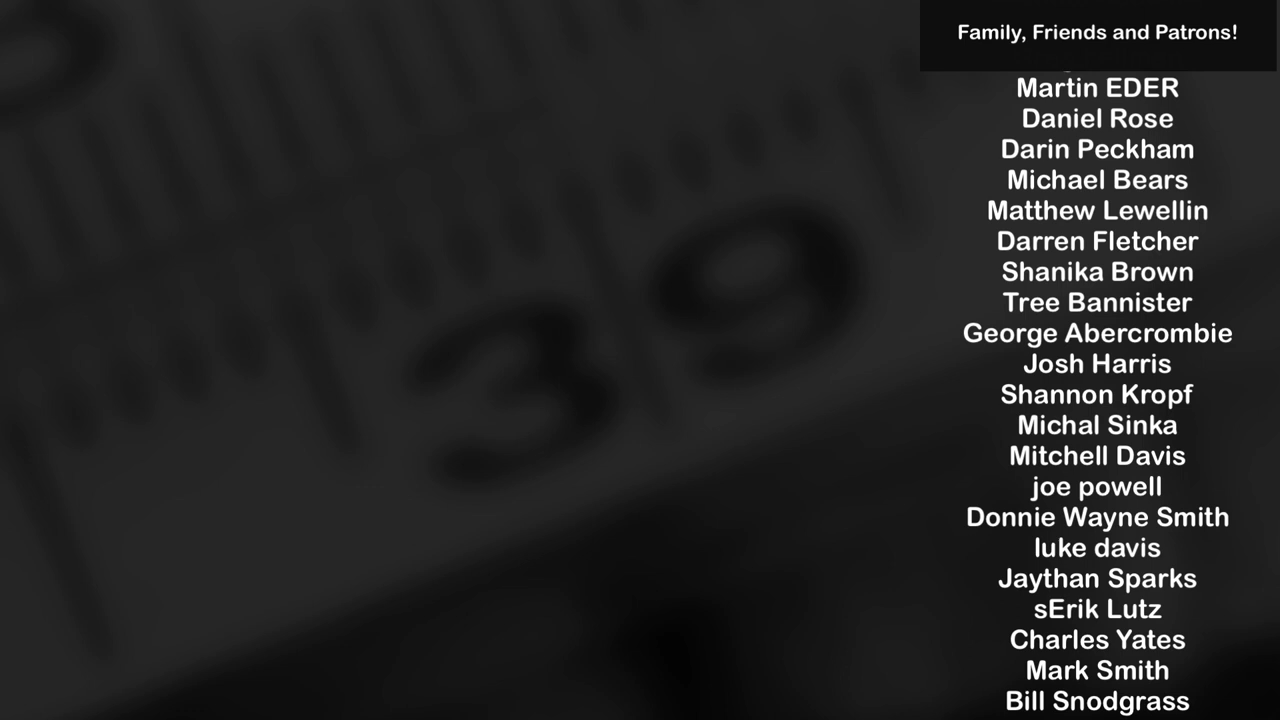 Family, Friends and Patrons!
Martin EDER
Daniel Rose
Darin Peckham
Michael Bears
Matthew Lewellin
Darren Fletcher
Shanika Brown
Tree Bannister
George Abercrombie
Josh Harris
Shannon Kropf
Michal Sinka
Mitchell Davis
joe powell
Donnie Wayne Smith
luke davis
Jaythan Sparks
sErik Lutz
Charles Yates
Mark Smith
Bill Snodgrass
39